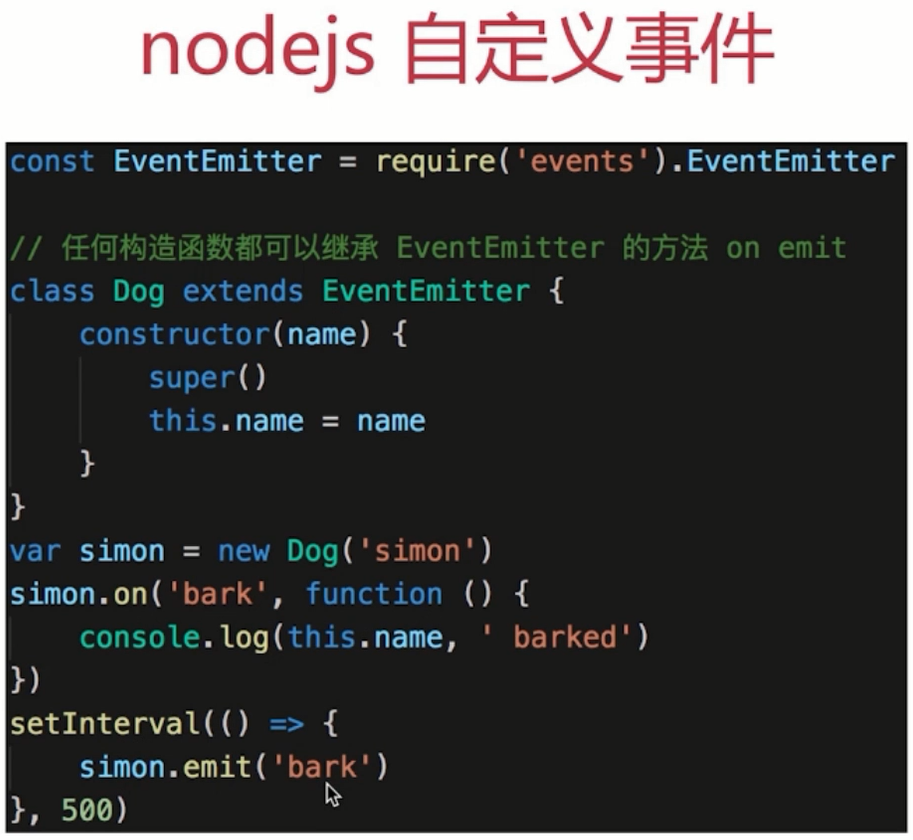 nodejs 自定义事件
const EventEmitter = require('events').EventEmitter
// 任何构造函数都可以继承 EventEmitter 的方法 on emit
class Dog extends EventEmitter {
    constructor(name) {
        super()
        this.name = name
    }
}
var simon = new Dog('simon')
simon.on('bark', function () {
    console.log(this.name, ' barked')
})
setInterval(() => {
    simon.emit('bark')
}, 500)